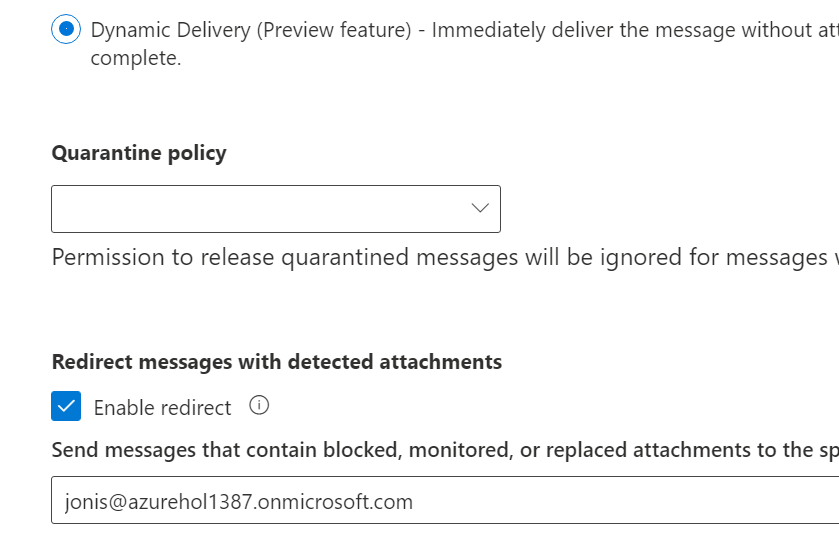 Dynamic Delivery (Preview feature) - Immediately deliver the message without
complete.
Quarantine policy
Permission to release quarantined messages will be ignored for messages
Redirect messages with detected attachments
Enable redirect
Send messages that contain blocked, monitored, or replaced attachments to the
jonis@azurehol1387.onmicrosoft.com